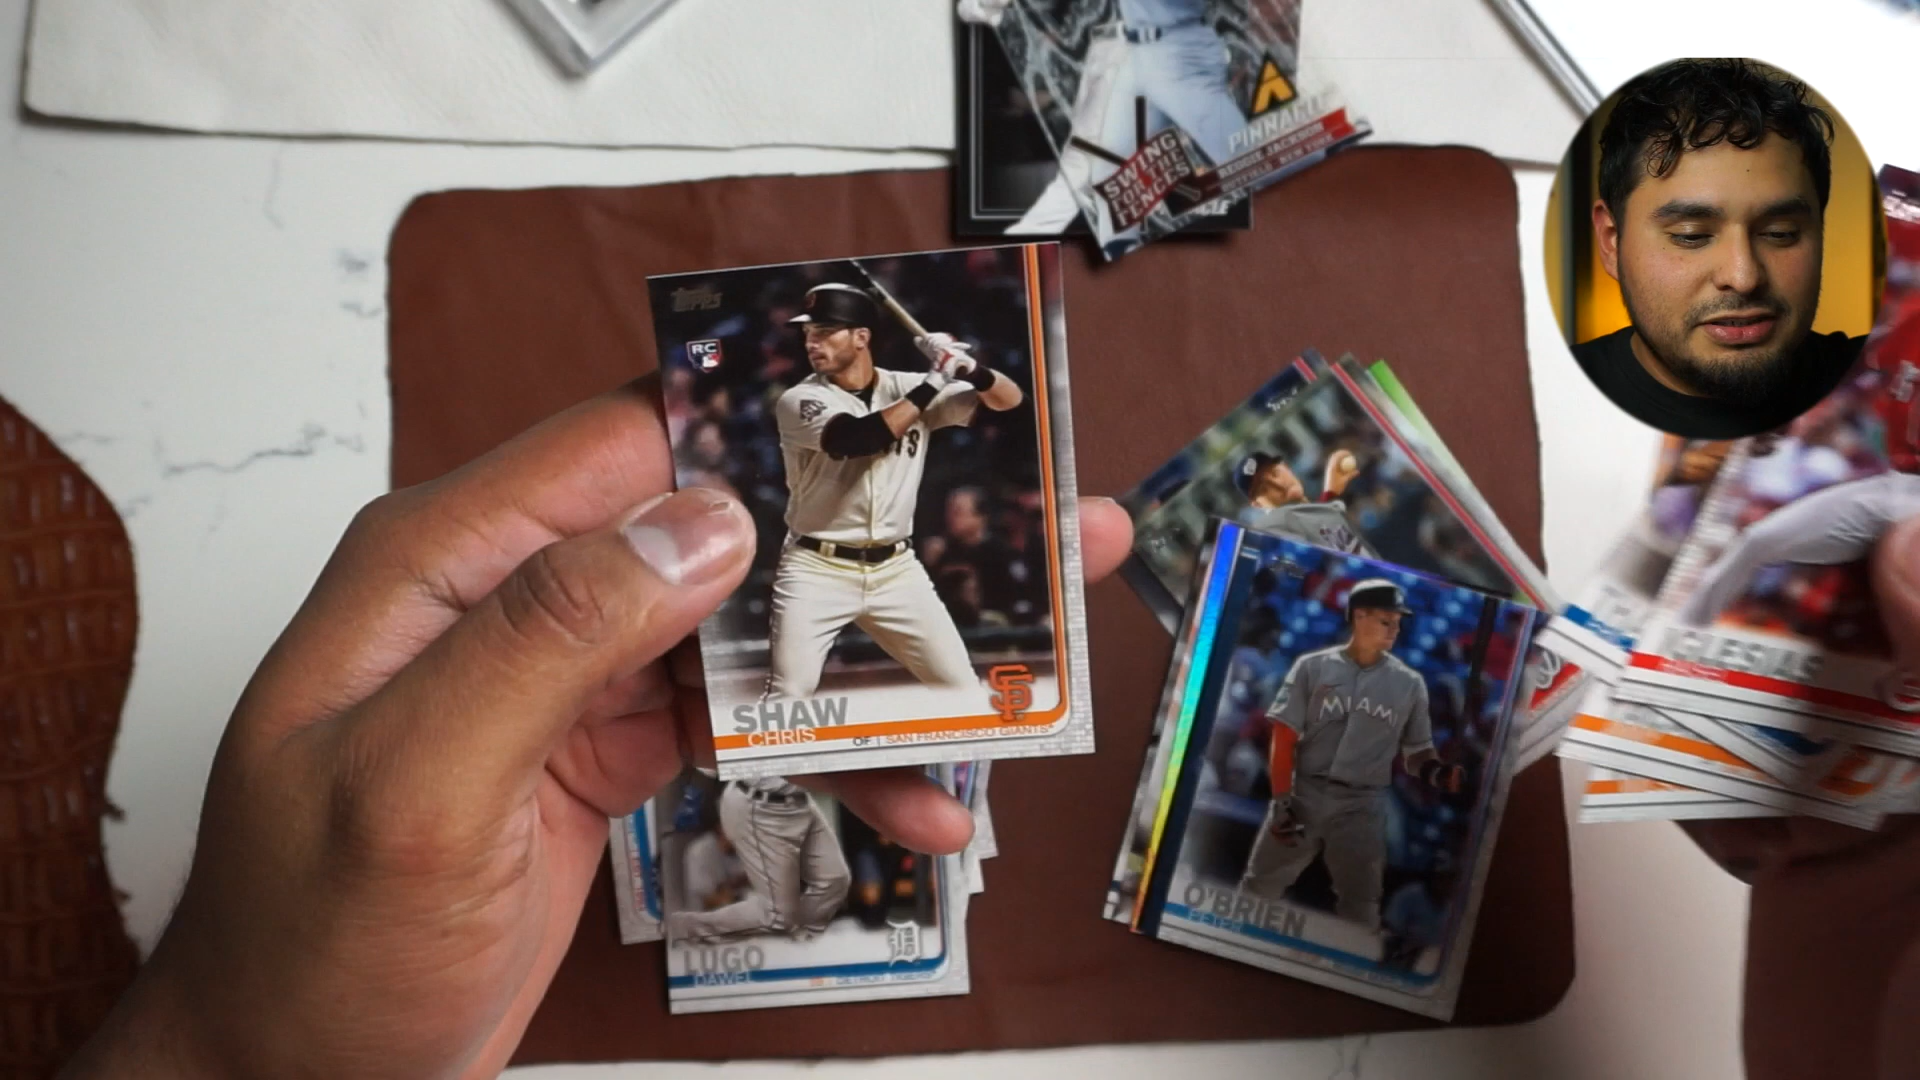 PINNACLE
REGGIE JACKSON
SWING
FOR THE
FENCES
Topps
RC
SHAW
CHRIS
OF | SAN FRANCISCO GIANTS
SF
MIAMI
O'BRIEN
PETER
IGLESIAS
LUGO
DAWEL
DETROIT TIGERS